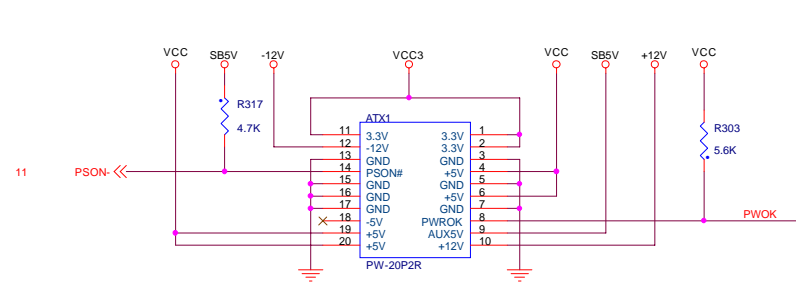 VCC SB5V -12V VCC3 VCC SB5V +12V VCC
R317 4.7K
R303 5.6K
ATX1
11 3.3V 3.3V 1
12 -12V 3.3V 2
13 GND GND 3
11 PSON- 14 PSON# +5V 4
15 GND GND 5
16 GND +5V 6
17 GND GND 7
18 -5V PWROK 8 PWOK
19 +5V AUX5V 9
20 +5V +12V 10
PW-20P2R